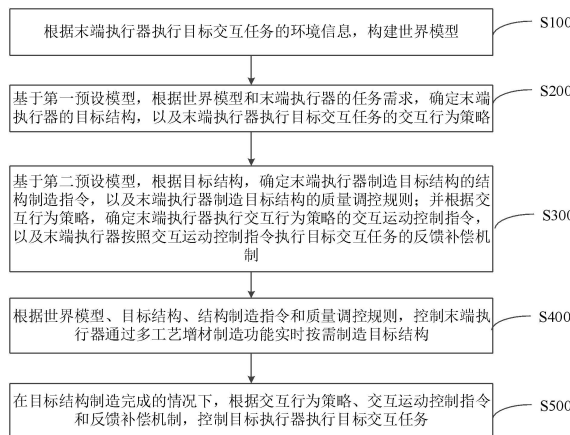 根据末端执行器执行目标交互任务的环境信息，构建世界模型
S100
基于第一预设模型，根据世界模型和末端执行器的任务需求，确定末端
执行器的目标结构，以及末端执行器执行目标交互任务的交互行为策略
S200
基于第二预设模型，根据目标结构，确定末端执行器制造目标结构的结
构制造指令，以及末端执行器制造目标结构的质量调控规则；并根据交
互行为策略，确定末端执行器执行交互行为策略的交互运动控制指令，
以及末端执行器按照交互运动控制指令执行目标交互任务的反馈补偿机
制
S300
根据世界模型、目标结构、结构制造指令和质量调控规则，控制末端执
行器通过多工艺增材制造功能实时按需制造目标结构
S400
在目标结构制造完成的情况下，根据交互行为策略、交互运动控制指令
和反馈补偿机制，控制目标执行器执行目标交互任务
S500